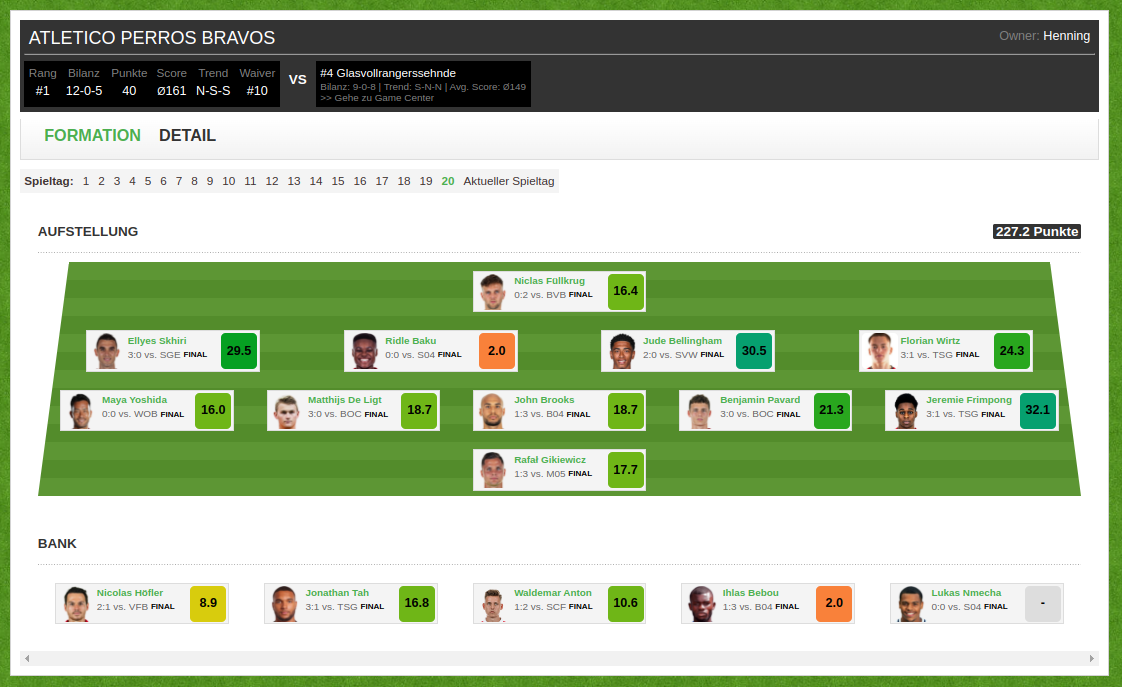 ATLETICO PERROS BRAVOS
Owner: Henning
Rang Bilanz Punkte Score Trend Waiver
#1 12-0-5 40 Ø161 N-S-S #10
VS
#4 Glasvollrangerssehnde
Bilanz: 9-0-8 | Trend: S-N-N | Avg. Score: Ø149
>> Gehe zu Game Center
FORMATION DETAIL
Spieltag: 1 2 3 4 5 6 7 8 9 10 11 12 13 14 15 16 17 18 19 20 Aktueller Spieltag
AUFSTELLUNG
227.2 Punkte
Niclas Füllkrug
0:2 vs. BVB FINAL
16.4
Ellyes Skhiri
3:0 vs. SGE FINAL
29.5
Ridle Baku
0:0 vs. S04 FINAL
2.0
Jude Bellingham
2:0 vs. SVW FINAL
30.5
Florian Wirtz
3:1 vs. TSG FINAL
24.3
Maya Yoshida
0:0 vs. WOB FINAL
16.0
Matthijs De Ligt
3:0 vs. BOC FINAL
18.7
John Brooks
1:3 vs. B04 FINAL
18.7
Benjamin Pavard
3:0 vs. BOC FINAL
21.3
Jeremie Frimpong
3:1 vs. TSG FINAL
32.1
Rafal Gikiewicz
1:3 vs. M05 FINAL
17.7
BANK
Nicolas Höfler
2:1 vs. VFB FINAL
8.9
Jonathan Tah
3:1 vs. TSG FINAL
16.8
Waldemar Anton
1:2 vs. SCF FINAL
10.6
Ihlas Bebou
1:3 vs. B04 FINAL
2.0
Lukas Nmecha
0:0 vs. S04 FINAL
-